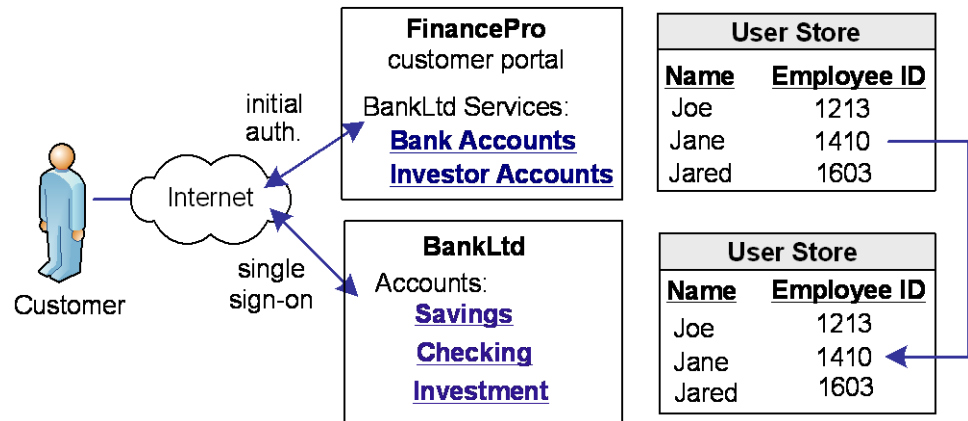 FinancePro
customer portal
BankLtd Services:
Bank Accounts
Investor Accounts
User Store
Name Employee ID
Joe 1213
Jane 1410
Jared 1603
initial
auth.
Internet
Customer
single
sign-on
BankLtd
Accounts:
Savings
Checking
Investment
User Store
Name Employee ID
Joe 1213
Jane 1410
Jared 1603